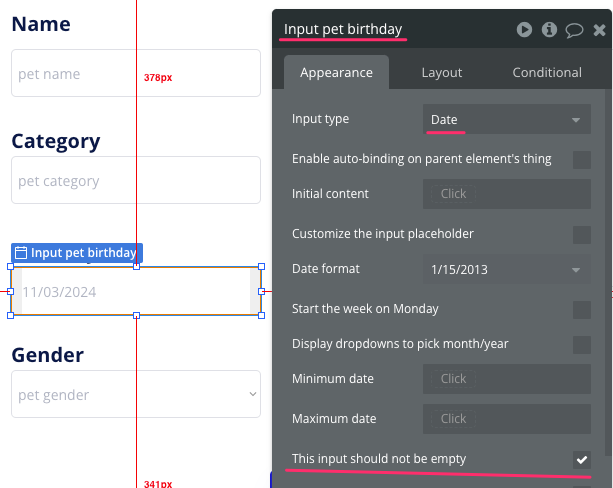 Name
pet name
378px
Category
pet category
Input pet birthday
11/03/2024
Gender
pet gender
341px
Input pet birthday
Appearance
Layout
Conditional
Input type
Date
Enable auto-binding on parent element's thing
Initial content
Click
Customize the input placeholder
Date format
1/15/2013
Start the week on Monday
Display dropdowns to pick month/year
Minimum date
Click
Maximum date
Click
This input should not be empty